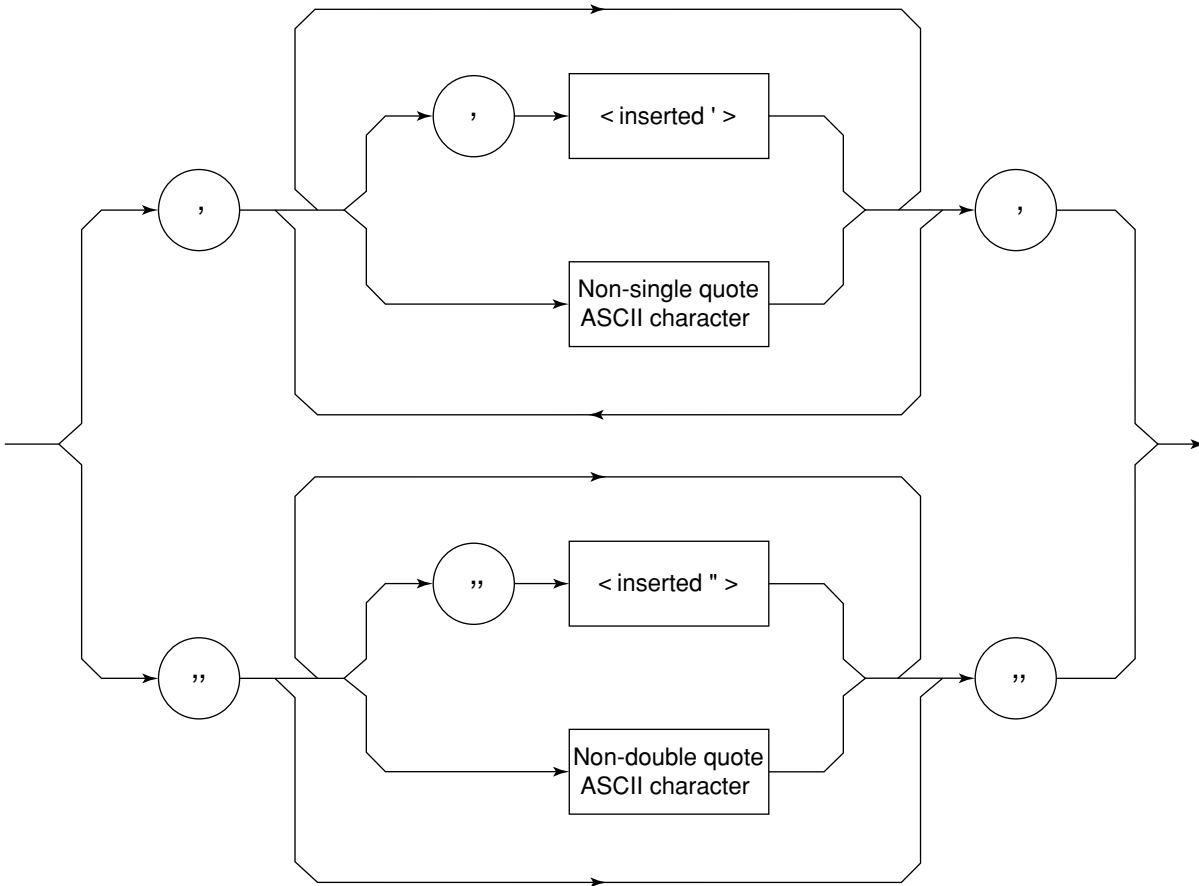 ’
< inserted ' >
’
’
Non-single quote
ASCII character
’’
< inserted " >
’’
’’
Non-double quote
ASCII character